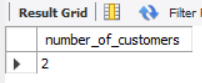 Result Grid Filter
number_of_customers
2